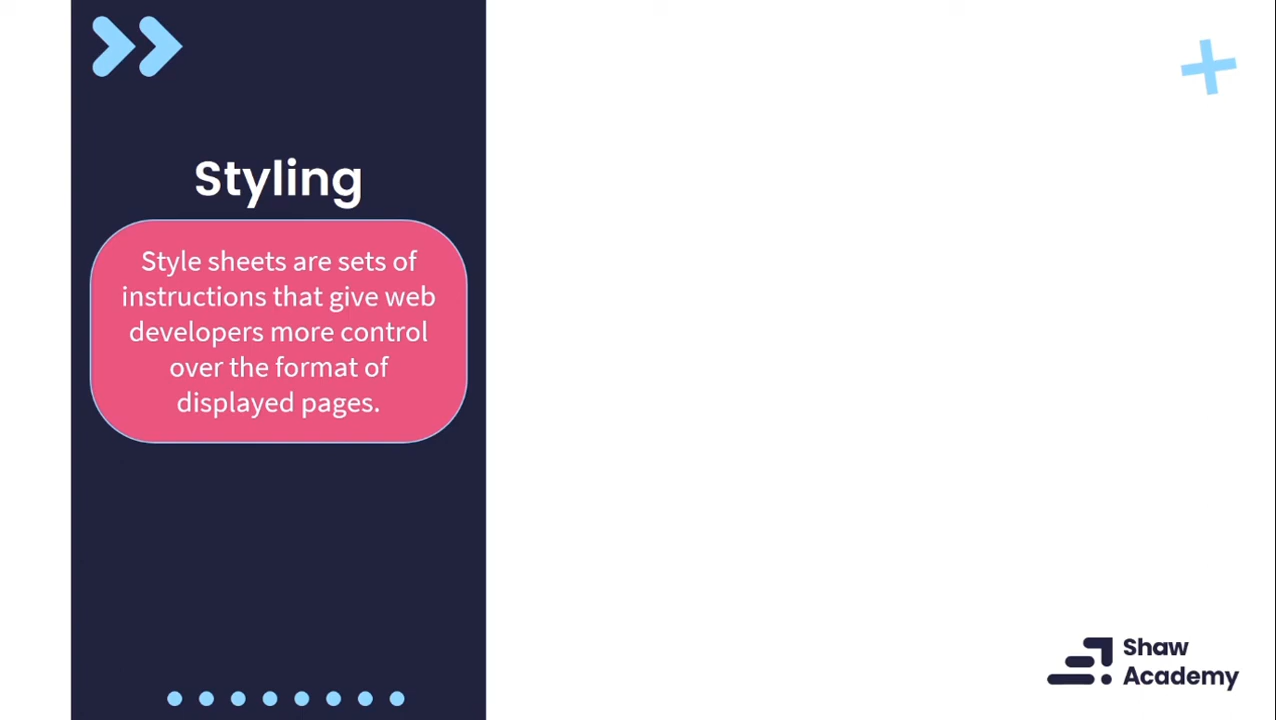 Styling
Style sheets are sets of
instructions that give web
developers more control
over the format of
displayed pages.
Shaw
Academy